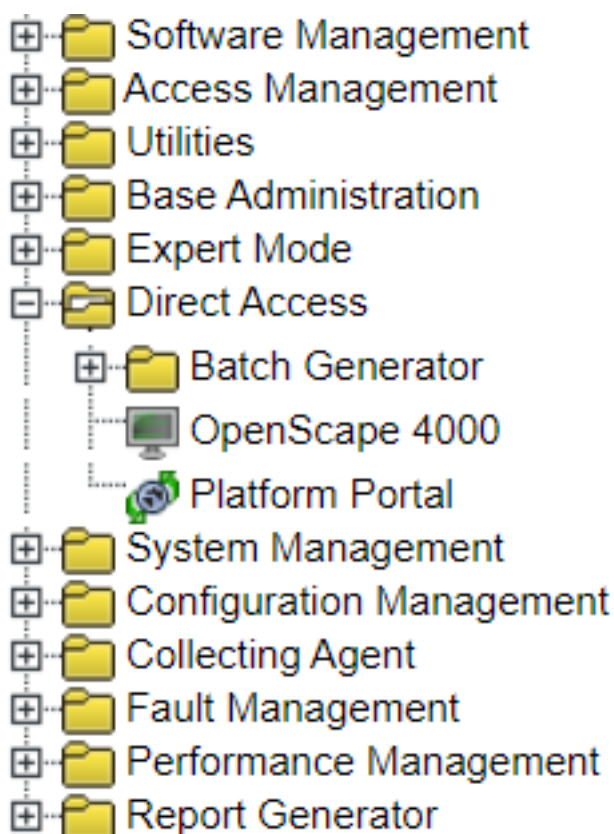 Software Management
Access Management
Utilities
Base Administration
Expert Mode
Direct Access
Batch Generator
OpenScape 4000
Platform Portal
System Management
Configuration Management
Collecting Agent
Fault Management
Performance Management
Report Generator